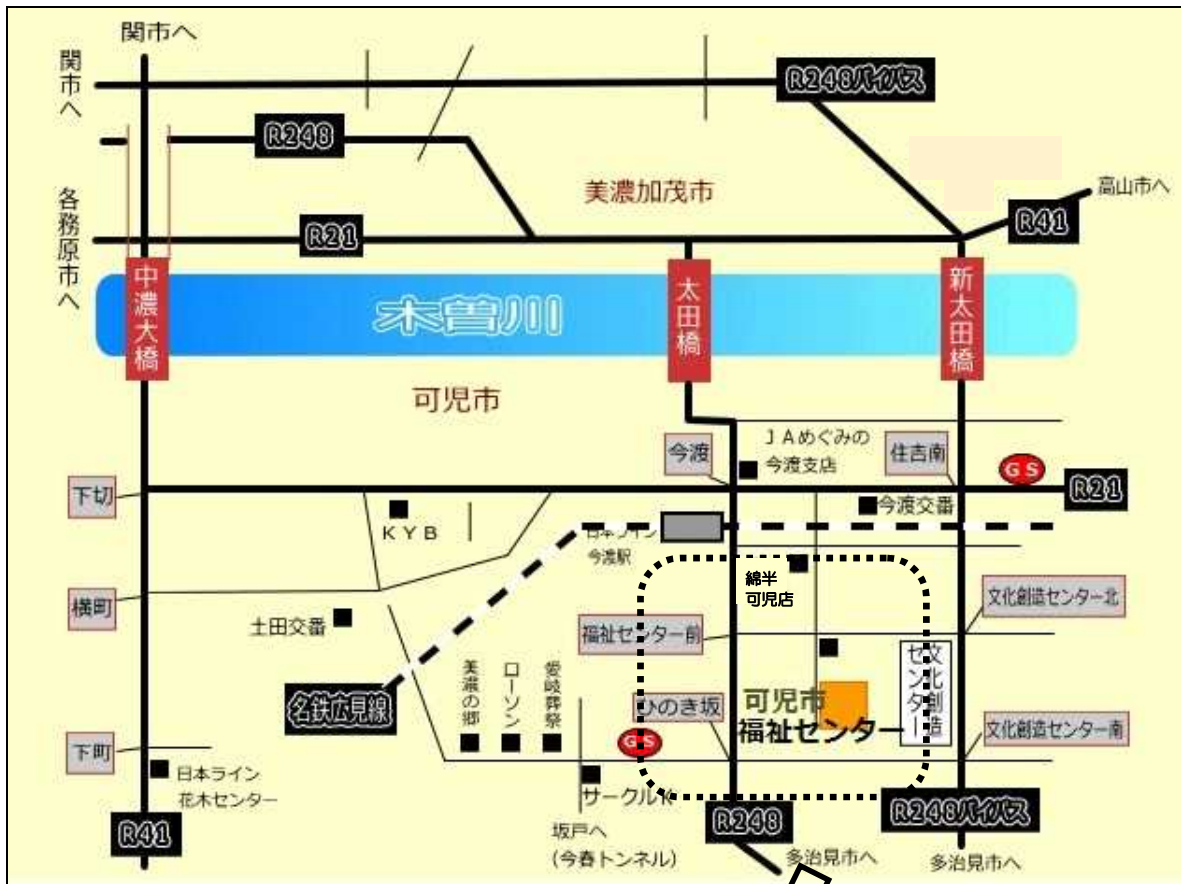 関市へ
関市へ
R248バイパス
R248
美濃加茂市
高山市へ
各務原市へ
R21
R41
中濃大橋
木曽川
太田橋
新太田橋
可児市
今渡
JAめぐみの
今渡支店
住吉南
GS
下切
R21
KYB
今渡交番
日本ライン
今渡駅
綿半
可児店
横町
土田交番
福祉センター前
文化創造センター北
美濃の郷
ローソン
愛岐葬祭
文化創造
センター
名鉄広見線
ひのき坂
可児市
福祉センター
GS
文化創造センター南
下町
日本ライン
花木センター
サークルK
R41
坂戸へ
(今春トンネル)
R248
R248バイパス
多治見市へ
多治見市へ